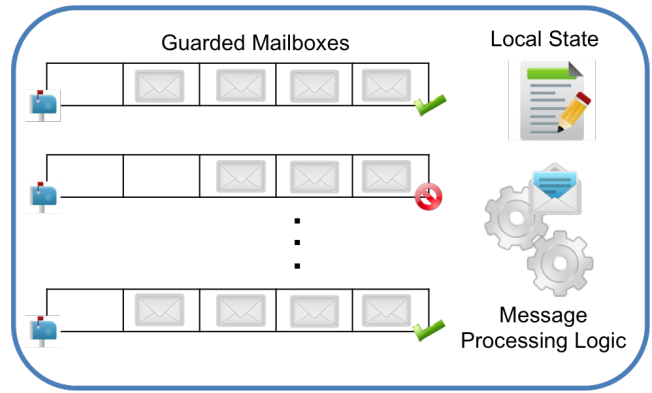 Guarded Mailboxes
Local State
Message
Processing Logic